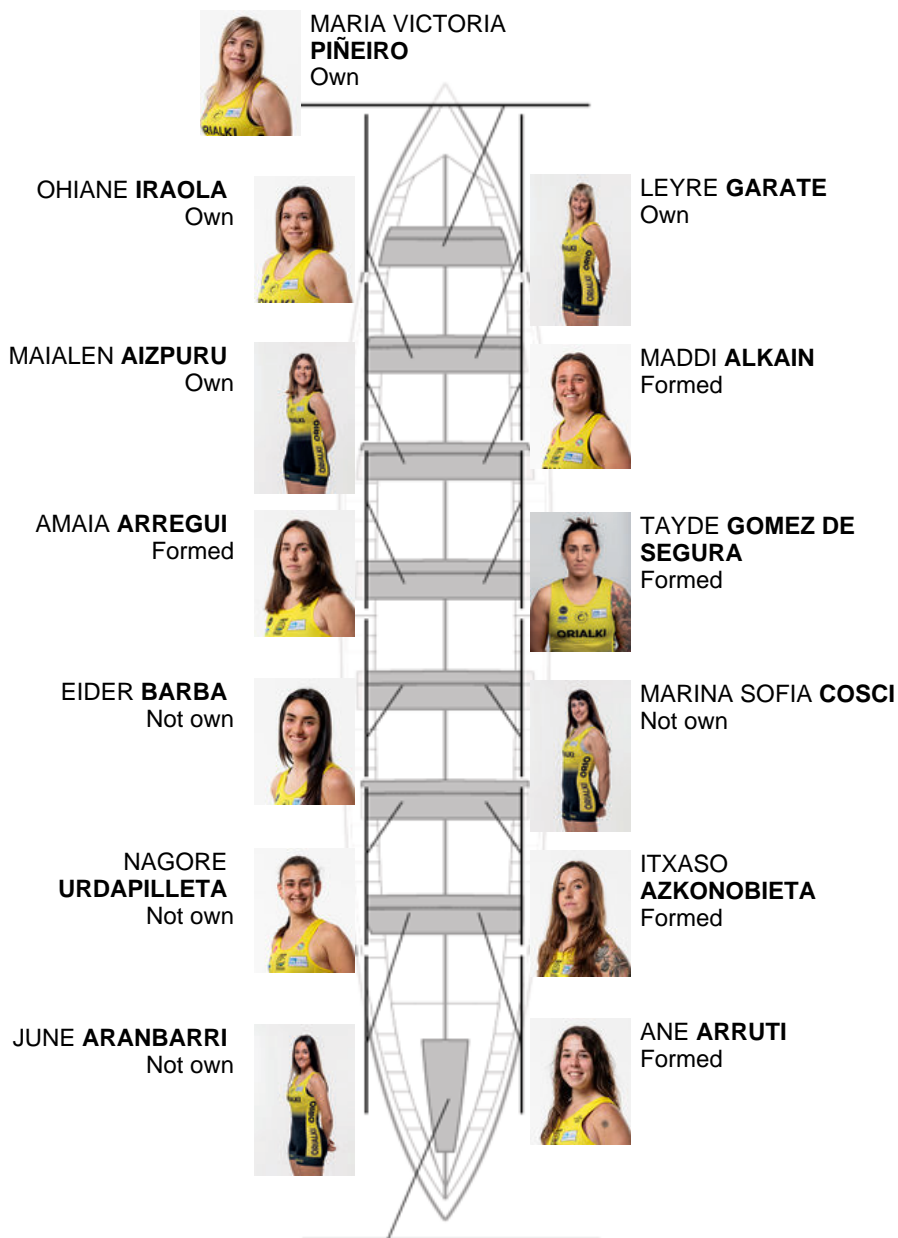 MARIA VICTORIA
PIÑEIRO
Own
OHIANE IRAOLA
Own
LEYRE GARATE
Own
MAIALEN AIZPURU
Own
MADDI ALKAIN
Formed
AMAIA ARREGUI
Formed
TAYDE GOMEZ DE
SEGURA
Formed
ORIALKI
EIDER BARBA
Not own
MARINA SOFIA COSCI
Not own
NAGORE
URDAPILLETA
Not own
ITXASO
AZKONOBIETA
Formed
JUNE ARANBARRI
Not own
ANE ARRUTI
Formed